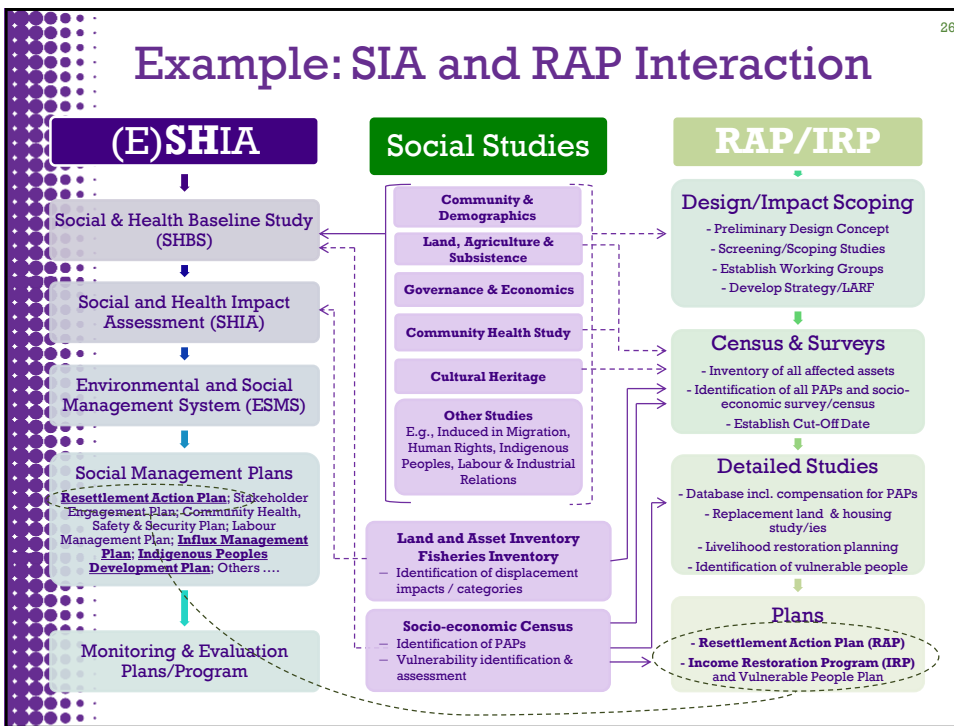 26
Example: SIA and RAP Interaction
(E)SHIA
Social & Health Baseline Study
(SHBS)
Social and Health Impact
Assessment (SHIA)
Environmental and Social
Management System (ESMS)
Social Management Plans
Resettlement Action Plan; Stakeholder
Engagement Plan; Community Health,
Safety & Security Plan; Labour
Management Plan; Influx Management
Plan; Indigenous Peoples
Development Plan; Others ....
Monitoring & Evaluation
Plans/Program
Social Studies
Community &
Demographics
Land, Agriculture &
Subsistence
Governance & Economics
Community Health Study
Cultural Heritage
Other Studies
E.g., Induced in Migration,
Human Rights, Indigenous
Peoples, Labour & Industrial
Relations
Land and Asset Inventory
Fisheries Inventory
– Identification of displacement
impacts / categories
Socio-economic Census
– Identification of PAPs
– Vulnerability identification &
assessment
RAP/IRP
Design/Impact Scoping
- Preliminary Design Concept
- Screening/Scoping Studies
- Establish Working Groups
- Develop Strategy/LARF
Census & Surveys
- Inventory of all affected assets
- Identification of all PAPs and socio-
economic survey/census
- Establish Cut-Off Date
Detailed Studies
- Database incl. compensation for PAPs
- Replacement land & housing
study/ies
- Livelihood restoration planning
- Identification of vulnerable people
Plans
- Resettlement Action Plan (RAP)
- Income Restoration Program (IRP)
and Vulnerable People Plan